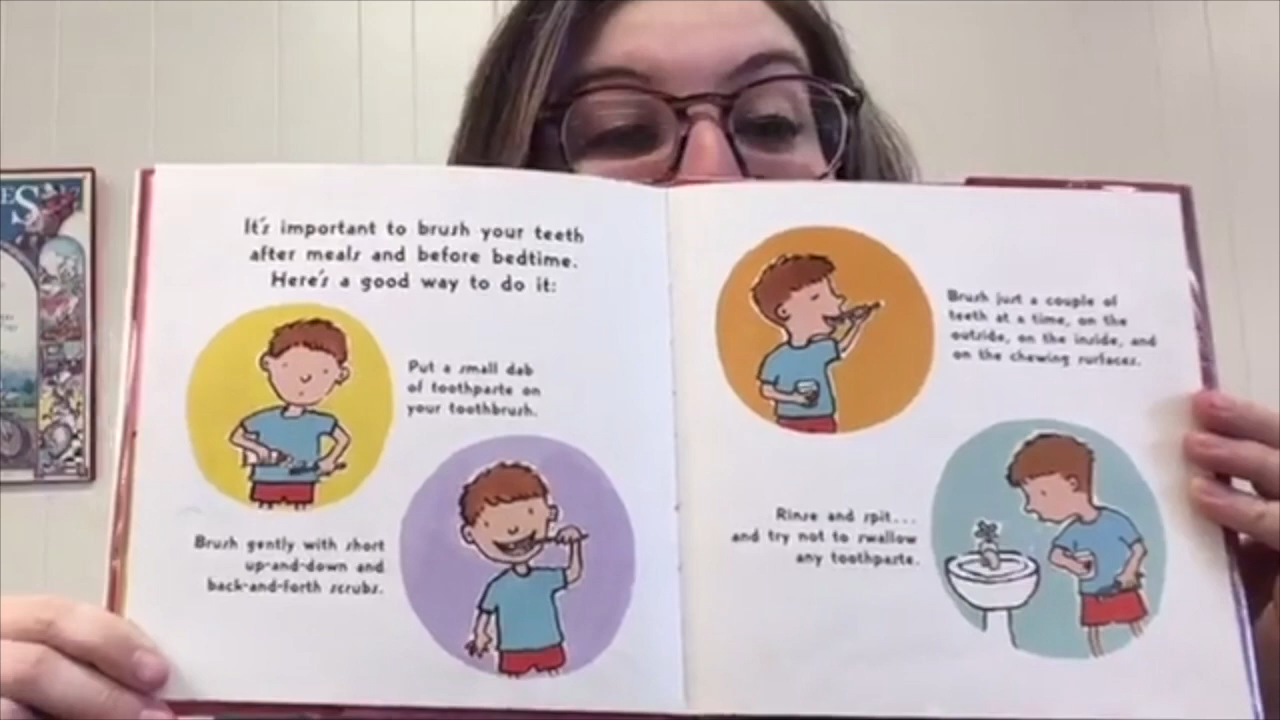 It's important to brush your teeth
after meals and before bedtime.
Here's a good way to do it:
Put a small dab
of toothpaste on
your toothbrush.
Brush gently with short
up-and-down and
back-and-forth scrubs.
Brush just a couple of
teeth at a time, on the
outside, on the inside, and
on the chewing surfaces.
Rinse and spit...
and try not to swallow
any toothpaste.